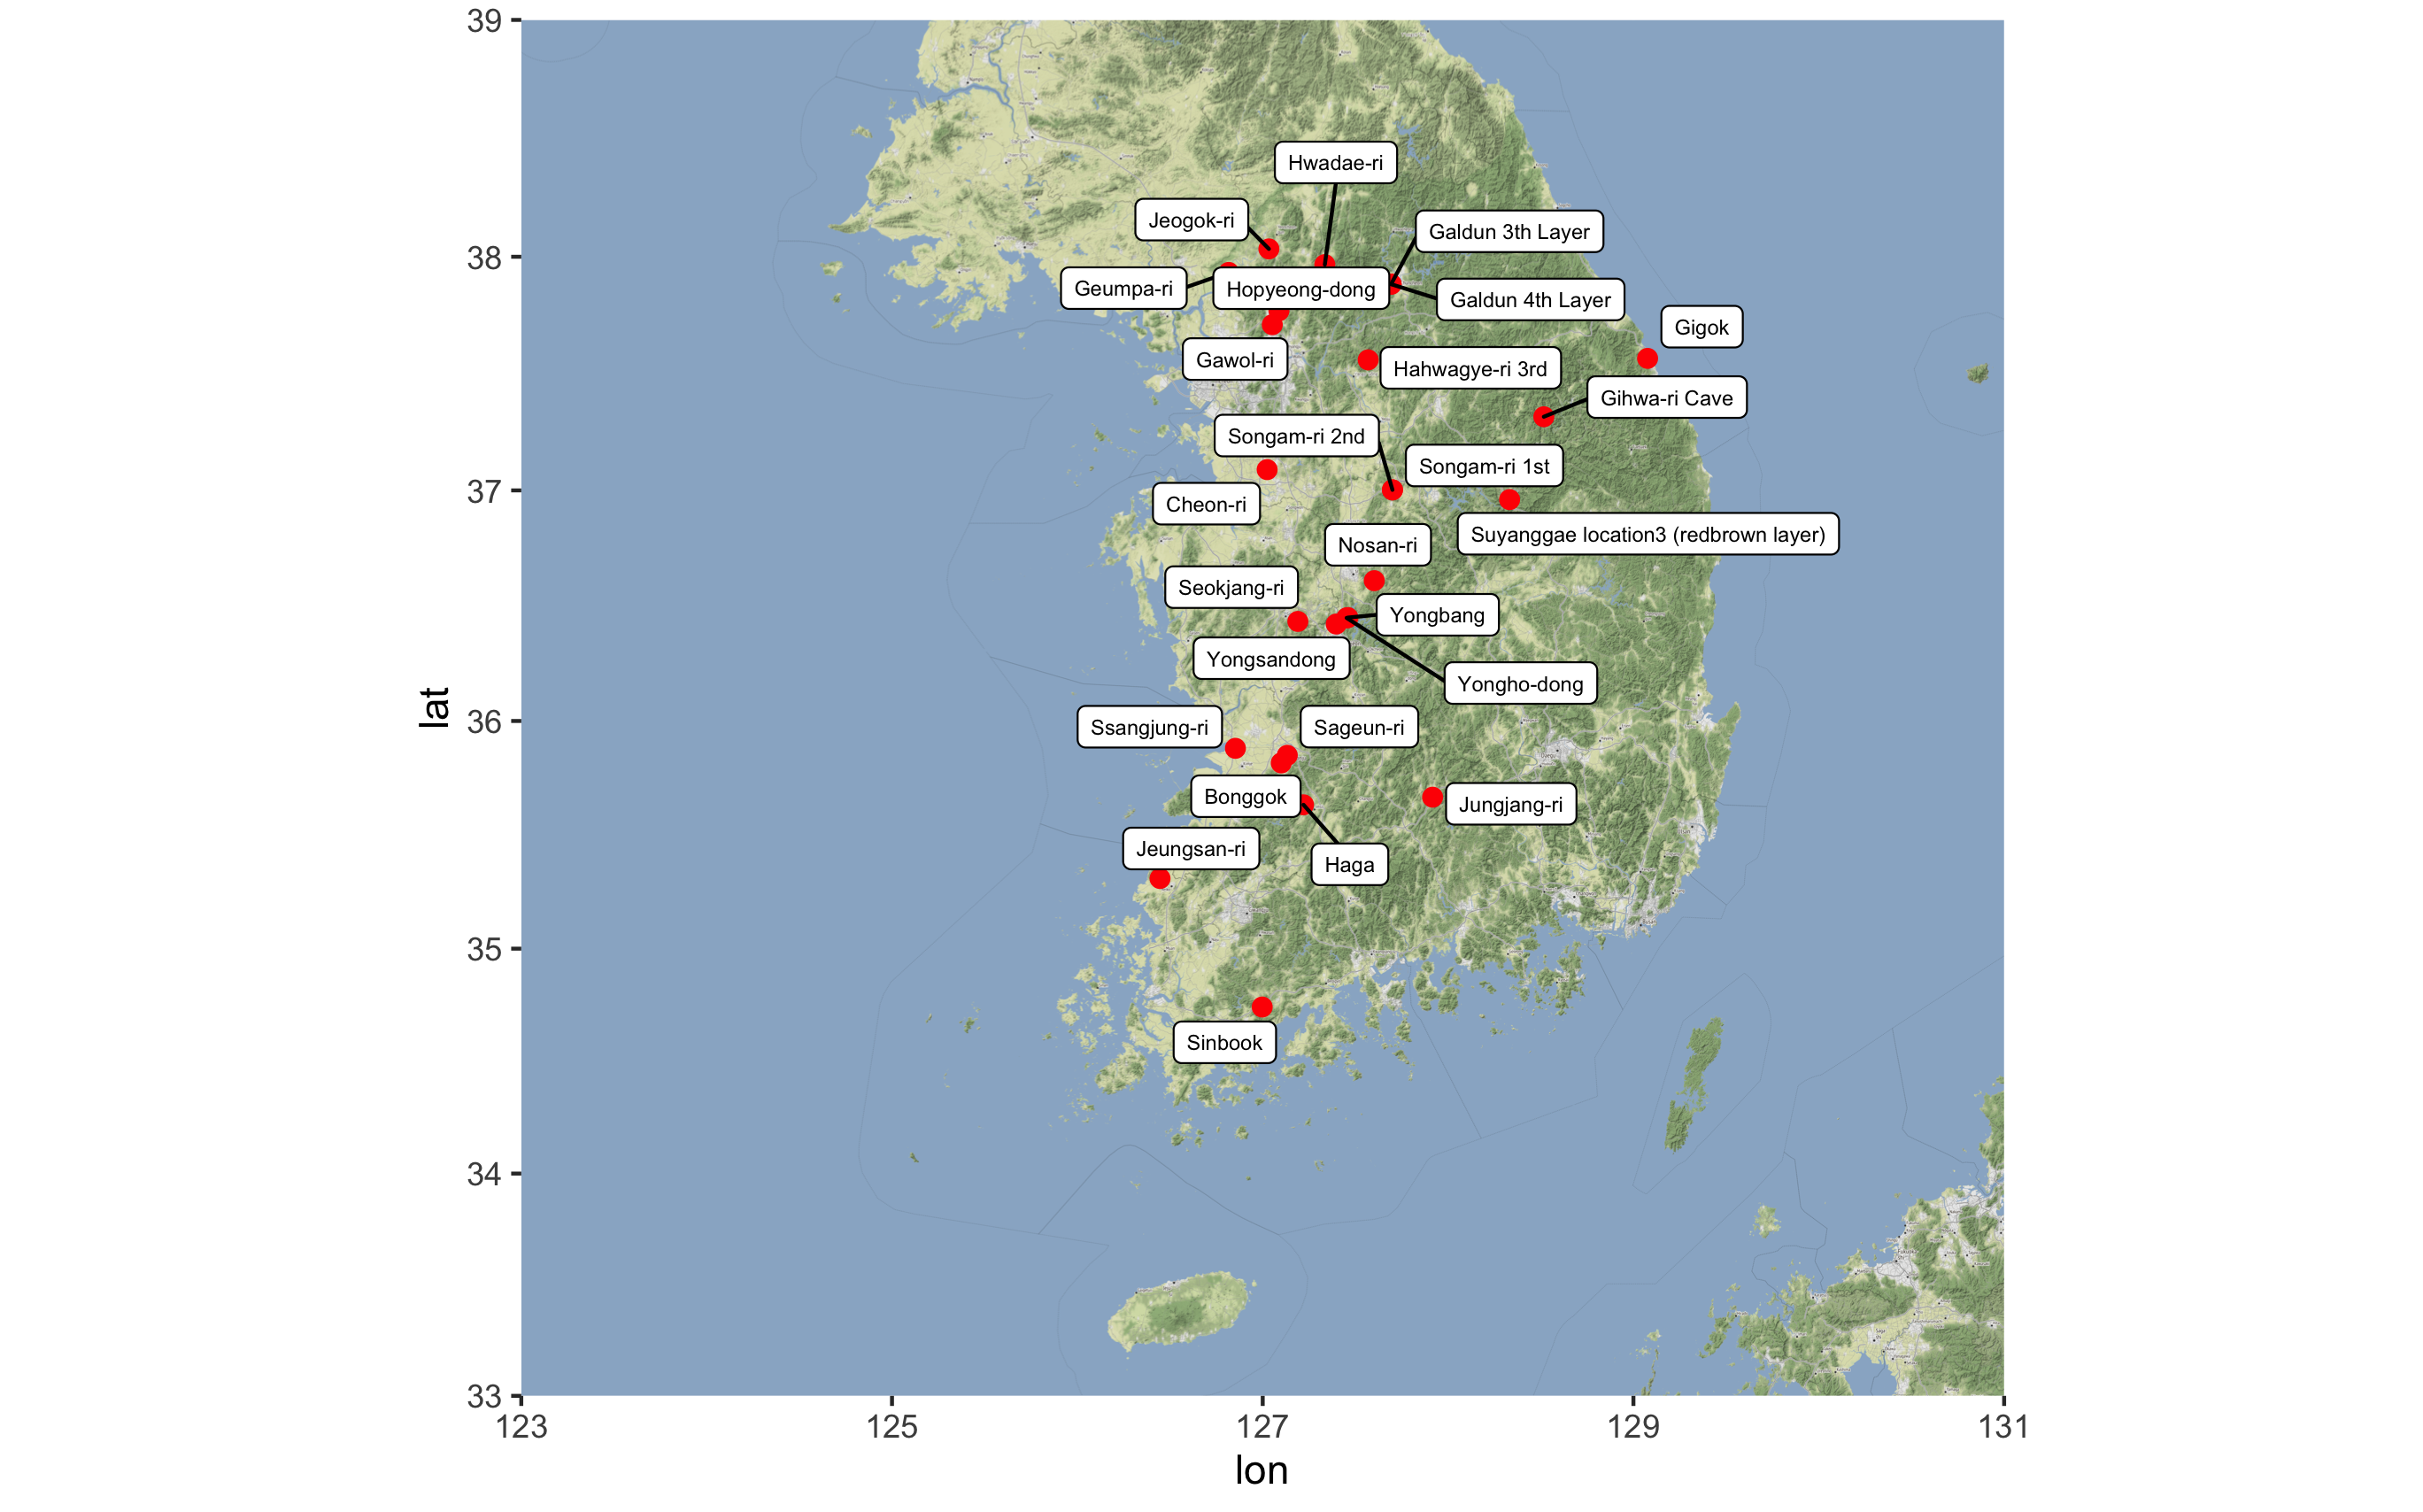 39
Hwadae-ri
Jeogok-ri
Galdun 3th Layer
38
Geumpa-ri
Hopyeong-dong
Galdun 4th Layer
Gigok
Gawol-ri
Hahwagye-ri 3rd
Gihwa-ri Cave
Songam-ri 2nd
Songam-ri 1st
37
Cheon-ri
Suyanggae location3 (redbrown layer)
Nosan-ri
Seokjang-ri
Yongbang
Yongsandong
Yongho-dong
lat
36
Ssangjung-ri
Sageun-ri
Bonggok
Jungjang-ri
Jeungsan-ri
Haga
35
Sinbook
34
33
123
125
127
129
131
lon